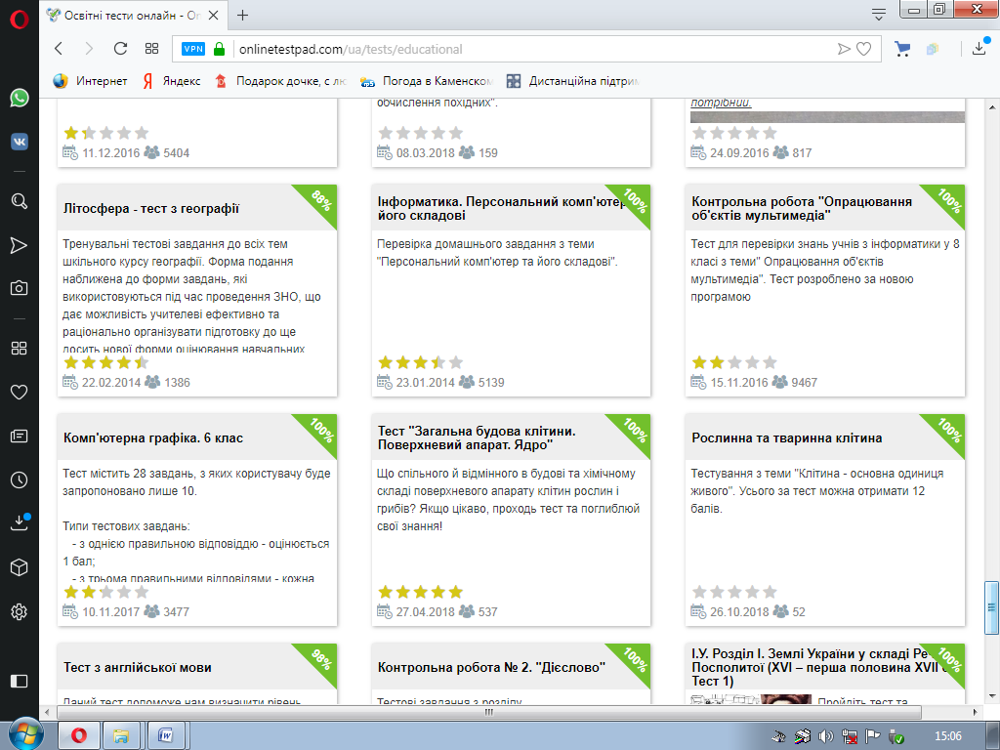 Освітні тести онлайн - Оп
VPN
onlinetestpad.com/ua/tests/educational
Интернет
Яндекс
Подарок дочке, с лю
Погода в Каменском
Дистанційна підтрим
обчислення похідних".
потрібний.
11.12.2016 5404
08.03.2018 159
24.09.2016 817
Літосфера - тест з географії
88%
Тренувальні тестові завдання до всіх тем
шкільного курсу географії. Форма подання
наближена до форми завдань, які
використовуються під час проведення ЗНО, що
дає можливість учителеві ефективно та
раціонально організувати підготовку до ще
досить нової форми оцінювання навчальних
22.02.2014 1386
Інформатика. Персональний комп'ютер
його складові
100%
Перевірка домашнього завдання з теми
"Персональний комп'ютер та його складові".
23.01.2014 5139
Контрольна робота "Опрацювання
об'єктів мультимедіа"
100%
Тест для перевірки знань учнів з інформатики у 8
класі з теми" Опрацювання об'єктів
мультимедіа". Тест розроблено за новою
програмою
15.11.2016 9467
Комп'ютерна графіка. 6 клас
100%
Тест містить 28 завдань, з яких користувачу буде
запропоновано лише 10.
Типи тестових завдань:
- з однією правильною відповіддю - оцінюється
1 бал;
- з трьома правильними відповідями - кожна
10.11.2017 3477
Тест "Загальна будова клітини.
Поверхневий апарат. Ядро"
100%
Що спільного й відмінного в будові та хімічному
складі поверхневого апарату клітин рослин і
грибів? Якщо цікаво, проходь тест та поглиблюй
свої знання!
27.04.2018 537
Рослинна та тваринна клітина
100%
Тестування з теми "Клітина - основна одиниця
живого". Усього за тест можна отримати 12
балів.
26.10.2018 52
Тест з англійської мови
98%
Даний тест допоможе нам визначити рівень
Контрольна робота № 2. "Дієслово"
100%
Тестові завдання з розділу
І.У. Розділ І. Землі України у складі Ре
Посполитої (XVI – перша половина XVII с
Тест 1)
100%
Пройдіть тест та
15:06